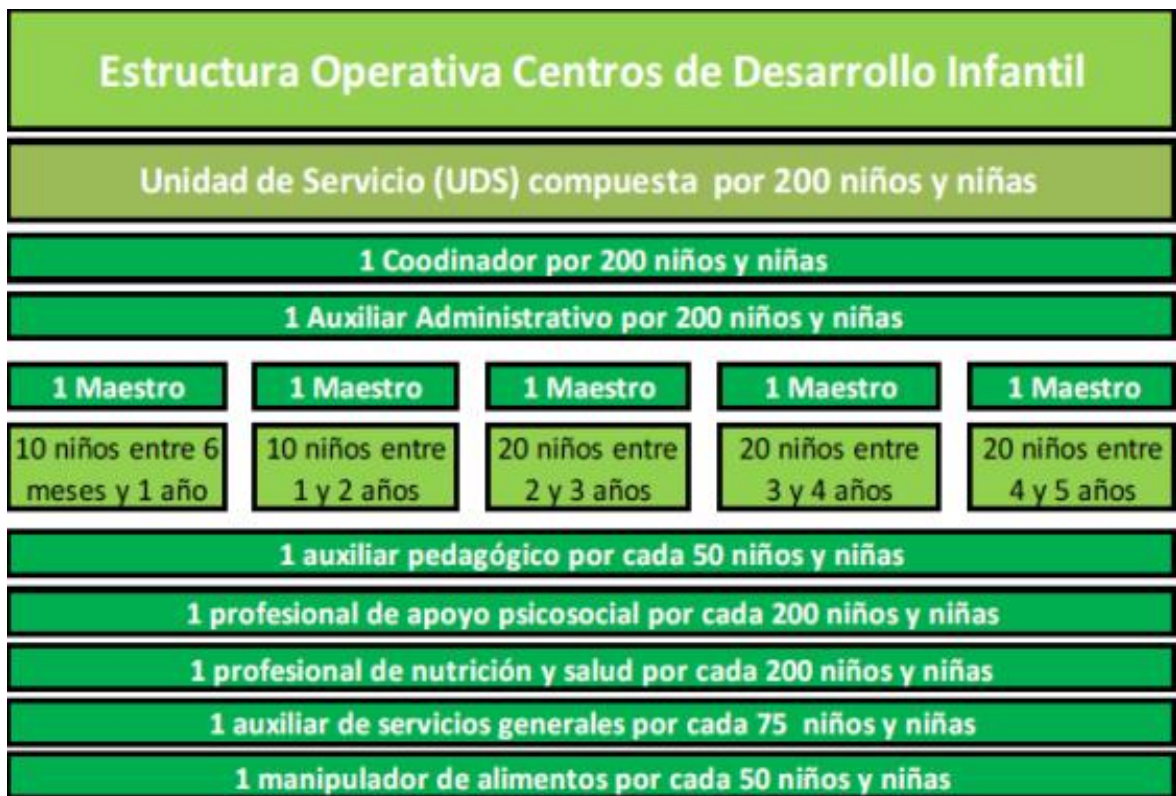 Estructura Operativa Centros de Desarrollo Infantil
Unidad de Servicio (UDS) compuesta por 200 niños y niñas
1 Coodinador por 200 niños y niñas
1 Auxiliar Administrativo por 200 niños y niñas
1 Maestro
1 Maestro
1 Maestro
1 Maestro
1 Maestro
10 niños entre 6
meses y 1 año
10 niños entre
1 y 2 años
20 niños entre
2 y 3 años
20 niños entre
3 y 4 años
20 niños entre
4 y 5 años
1 auxiliar pedagógico por cada 50 niños y niñas
1 profesional de apoyo psicosocial por cada 200 niños y niñas
1 profesional de nutrición y salud por cada 200 niños y niñas
1 auxiliar de servicios generales por cada 75 niños y niñas
1 manipulador de alimentos por cada 50 niños y niñas